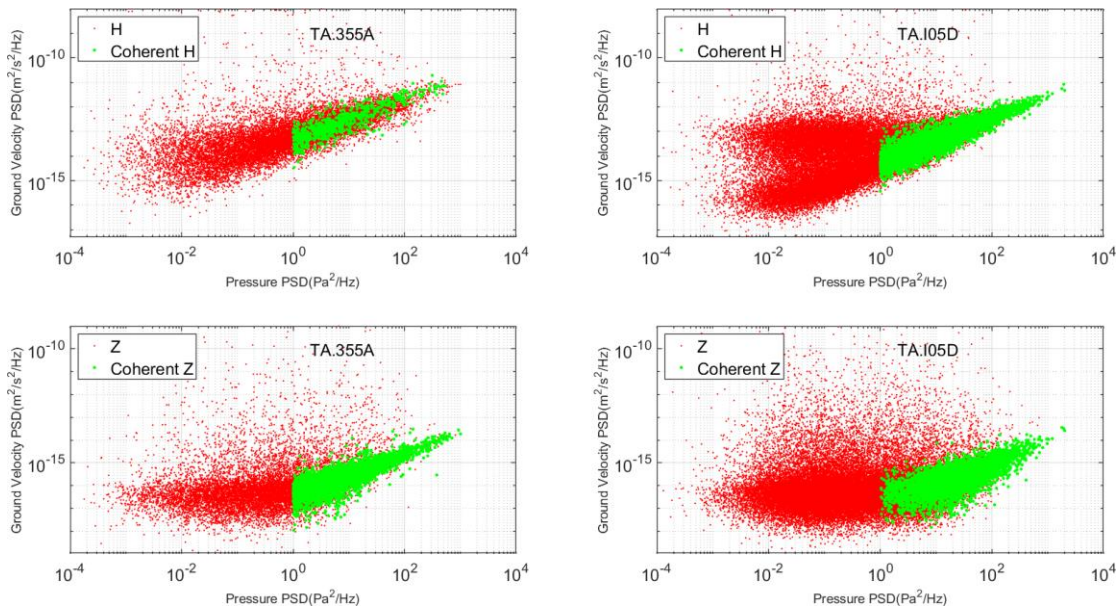 H
Coherent H
TA.355A
10^-10
10^-15
Ground Velocity PSD(m^2/s^2/Hz)
10^-4 10^-2 10^0 10^2 10^4
Pressure PSD(Pa^2/Hz)
H
Coherent H
TA.I05D
10^-10
10^-15
Ground Velocity PSD(m^2/s^2/Hz)
10^-4 10^-2 10^0 10^2 10^4
Pressure PSD(Pa^2/Hz)
Z
Coherent Z
TA.355A
10^-10
10^-15
Ground Velocity PSD(m^2/s^2/Hz)
10^-4 10^-2 10^0 10^2 10^4
Pressure PSD(Pa^2/Hz)
Z
Coherent Z
TA.I05D
10^-10
10^-15
Ground Velocity PSD(m^2/s^2/Hz)
10^-4 10^-2 10^0 10^2 10^4
Pressure PSD(Pa^2/Hz)